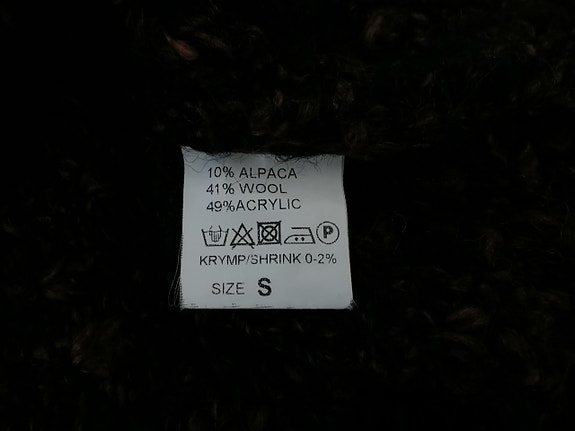 10% ALPACA
41% WOOL
49%ACRYLIC
P
KRYMP/SHRINK 0-2%
SIZE S